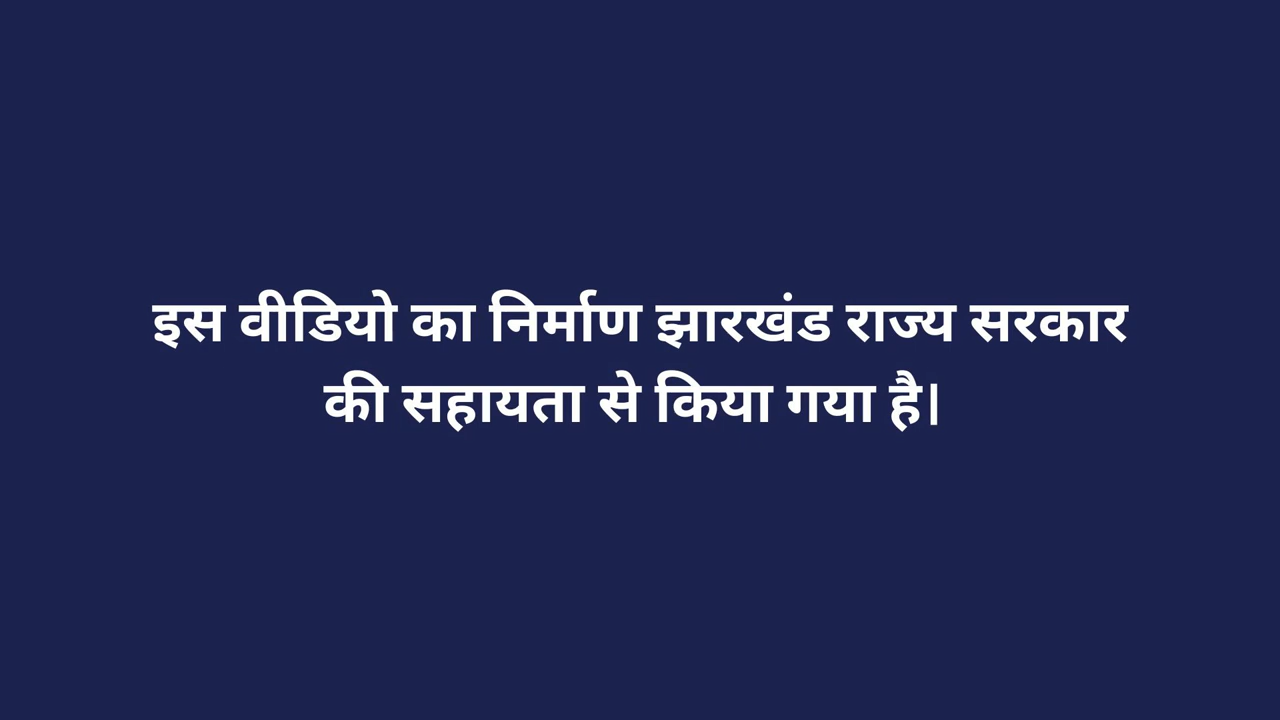 इस वीडियो का निर्माण झारखंड राज्य सरकार
की सहायता से किया गया है।